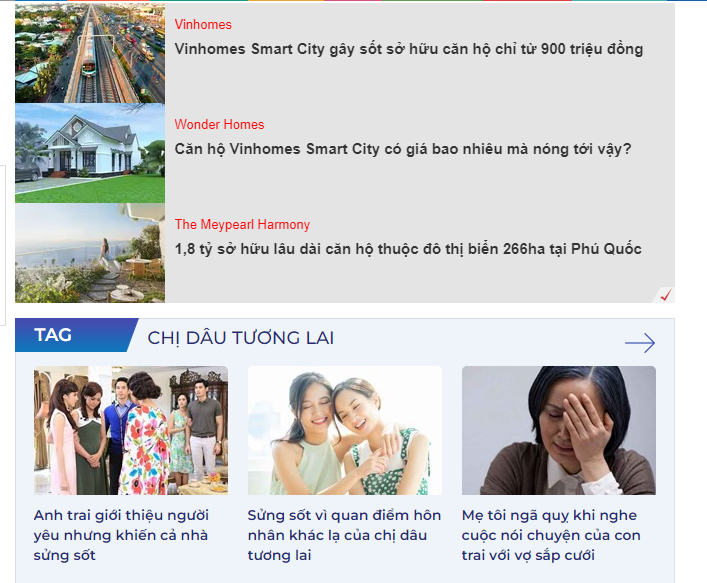 Vinhomes
Vinhomes Smart City gây sốt sở hữu căn hộ chỉ từ 900 triệu đồng
Wonder Homes
Căn hộ Vinhomes Smart City có giá bao nhiêu mà nóng tới vậy?
The Meypearl Harmony
1,8 tỷ sở hữu lâu dài căn hộ thuộc đô thị biển 266ha tại Phú Quốc
TAG
CHỊ DÂU TƯƠNG LAI
Anh trai giới thiệu người
yêu nhưng khiến cả nhà
sửng sốt
Sửng sốt vì quan điểm hôn
nhân khác lạ của chị dâu
tương lai
Mẹ tôi ngã quỵ khi nghe
cuộc nói chuyện của con
trai với vợ sắp cưới